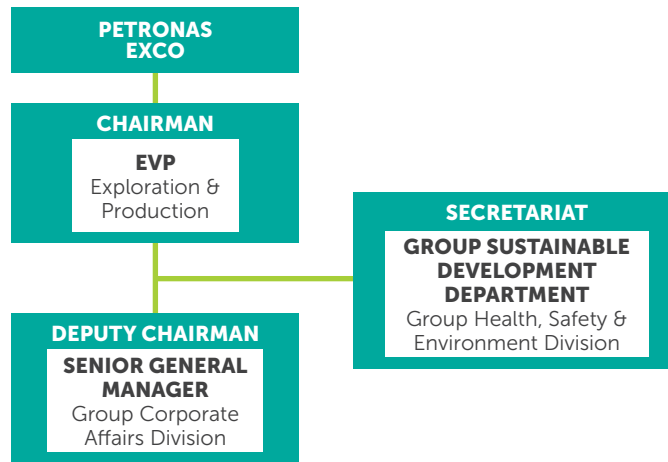 PETRONAS
EXCO
CHAIRMAN
EVP
Exploration &
Production
SECRETARIAT
GROUP SUSTAINABLE
DEVELOPMENT
DEPARTMENT
Group Health, Safety &
Environment Division
DEPUTY CHAIRMAN
SENIOR GENERAL
MANAGER
Group Corporate
Affairs Division